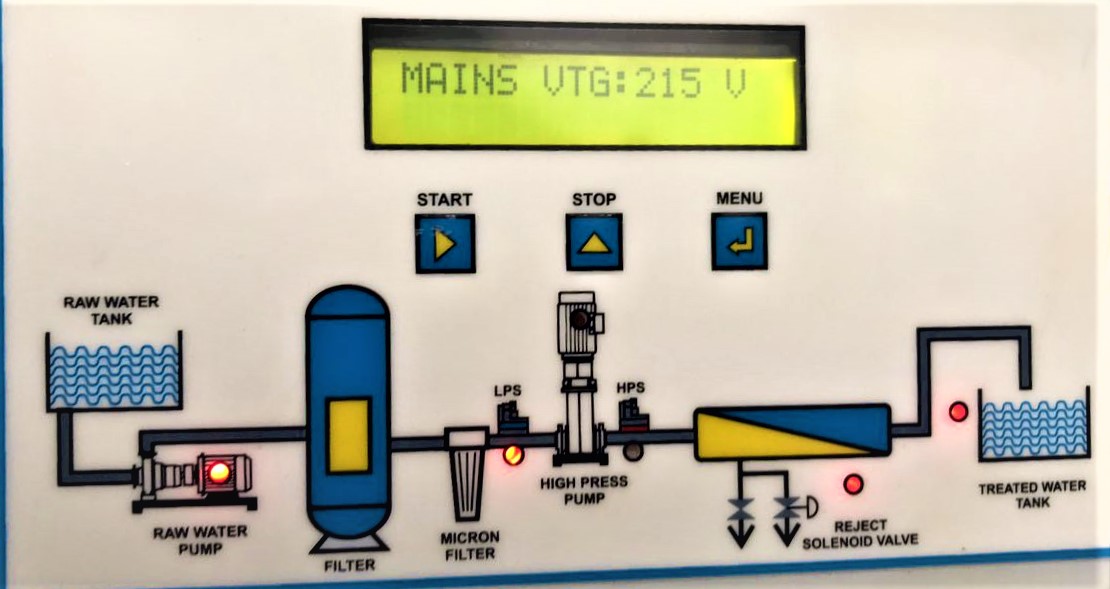 MAINS VTG:215 V
START
STOP
MENU
RAW WATER
TANK
LPS
HPS
HIGH PRESS
PUMP
RAW WATER
PUMP
FILTER
MICRON
FILTER
REJECT
SOLENOID VALVE
TREATED WATER
TANK